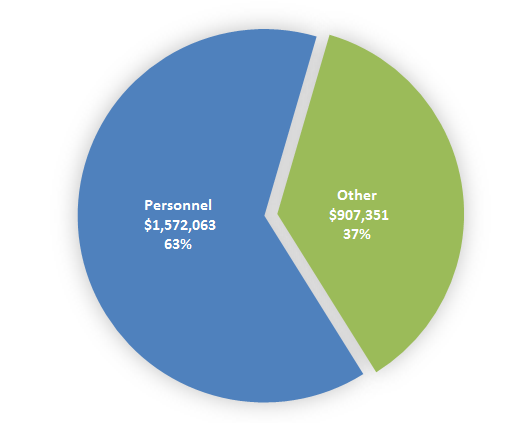 Personnel
$1,572,063
63%
Other
$907,351
37%